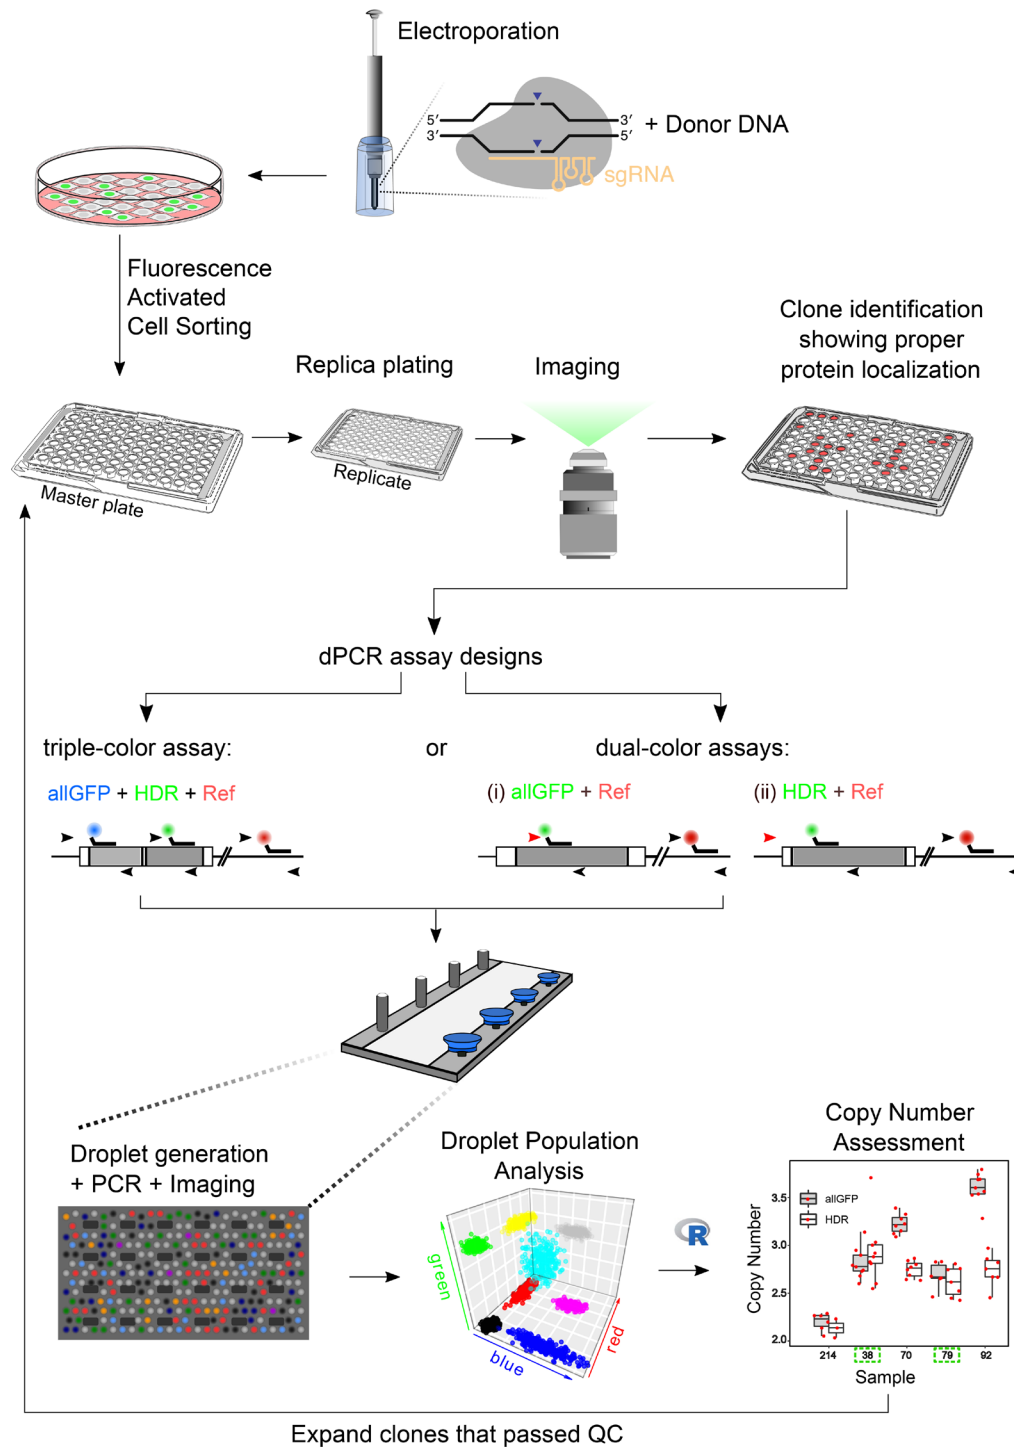 Electroporation
5′
3′
3′
5′
+ Donor DNA
sgRNA
Fluorescence
Activated
Cell Sorting
Clone identification
showing proper
protein localization
Replica plating
Imaging
Master plate
Replicate
dPCR assay designs
triple-color assay:
or
dual-color assays:
allGFP + HDR + Ref
(i) allGFP + Ref
(ii) HDR + Ref
Droplet generation
+ PCR + Imaging
Droplet Population
Analysis
green
blue
red
R
Copy Number
Assessment
Copy Number
3.5
3.0
2.5
2.0
allGFP
HDR
214
38
70
79
92
Sample
Expand clones that passed QC